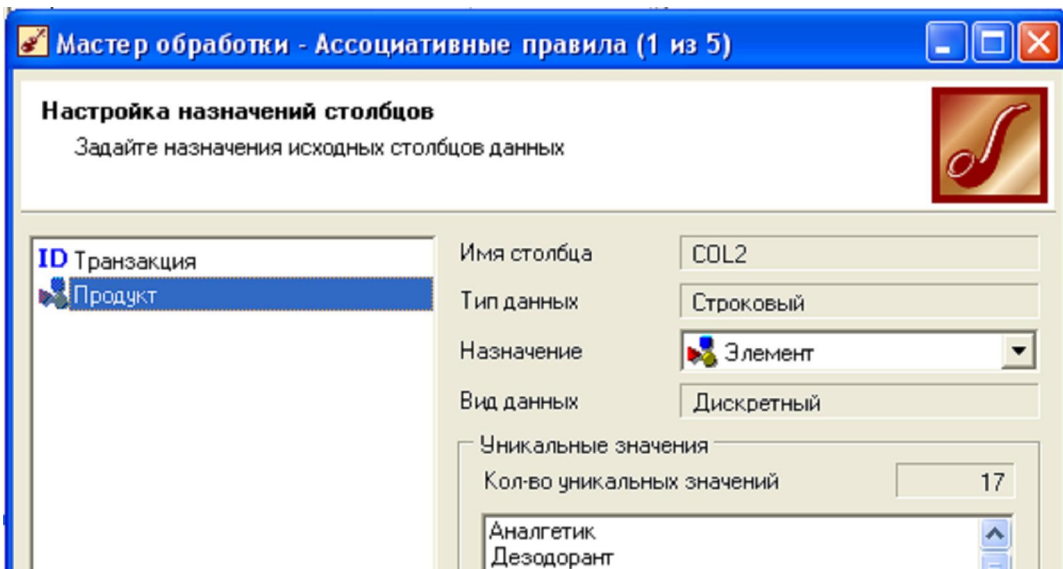 Мастер обработки - Ассоциативные правила (1 из 5)
Настройка назначений столбцов
Задайте назначения исходных столбцов данных
ID Транзакция
Продукт
Имя столбца COL2
Тип данных Строковый
Назначение Элемент
Вид данных Дискретный
Уникальные значения
Кол-во уникальных значений 17
Аналгетик
Дезодорант